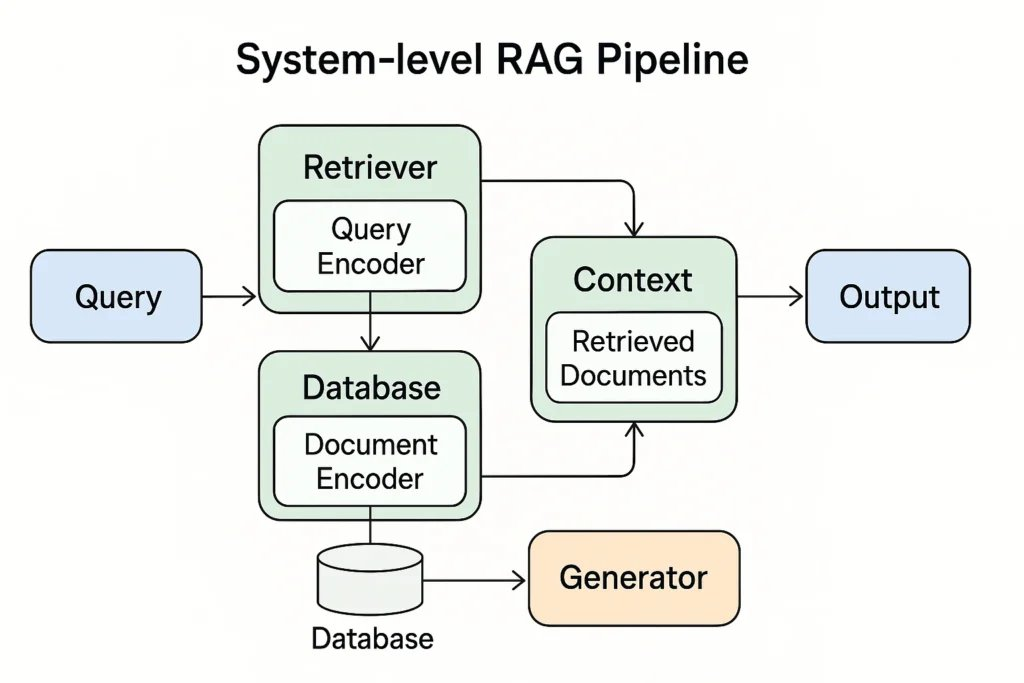 System-level RAG Pipeline
Retriever
Query
Encoder
Query
Context
Retrieved
Documents
Output
Database
Document
Encoder
Generator
Database